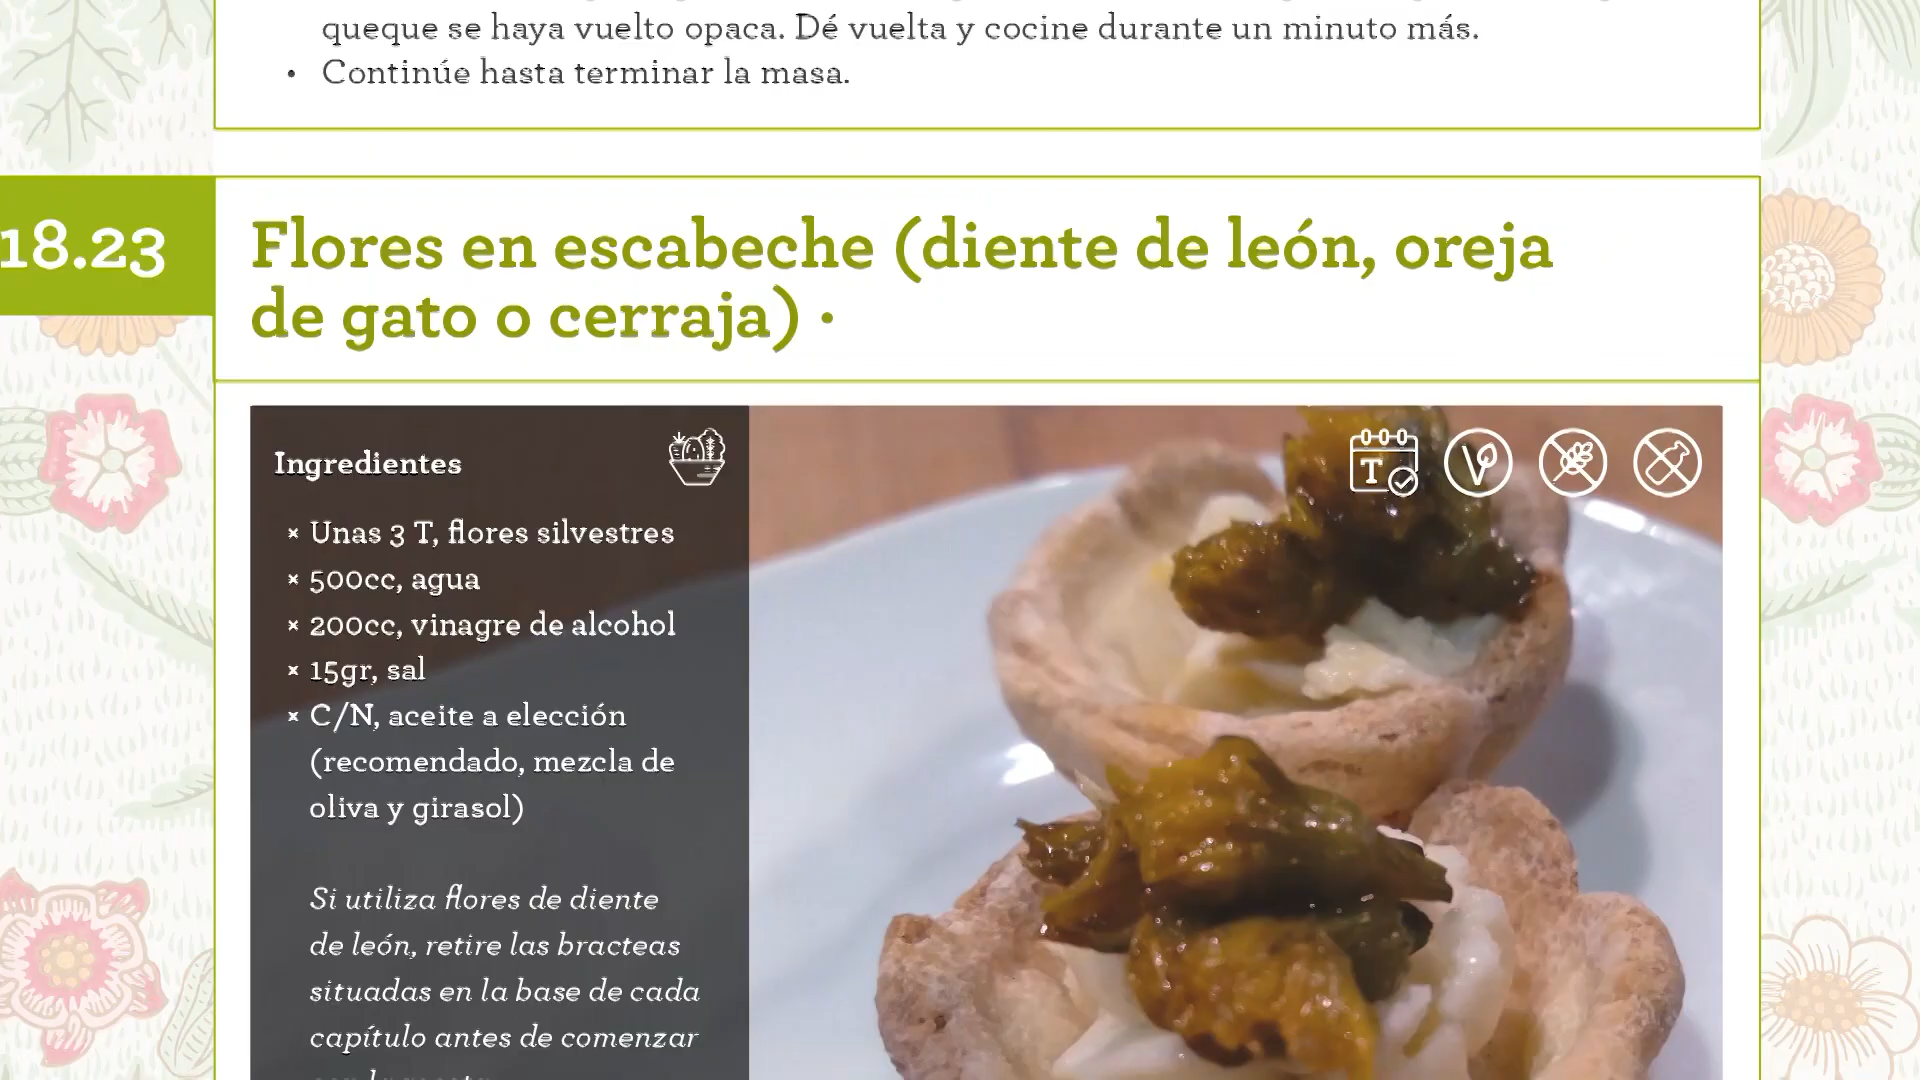 queque se haya vuelto opaca. Dé vuelta y cocine durante un minuto más.
• Continúe hasta terminar la masa.
18.23
Flores en escabeche (diente de león, oreja
de gato o cerraja) •
Ingredientes
× Unas 3 T, flores silvestres
× 500cc, agua
× 200cc, vinagre de alcohol
× 15gr, sal
× C/N, aceite a elección
(recomendado, mezcla de
oliva y girasol)
Si utiliza flores de diente
de león, retire las bracteas
situadas en la base de cada
capítulo antes de comenzar
T
V